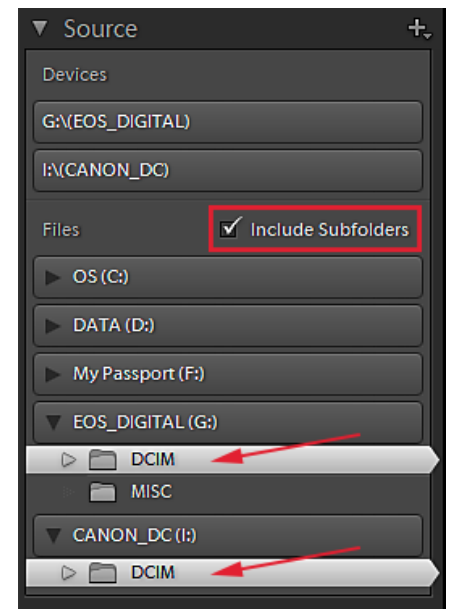 Source
Devices
G:\(EOS_DIGITAL)
I:\(CANON_DC)
Files Include Subfolders
OS (C:)
DATA (D:)
My Passport (F:)
EOS_DIGITAL (G:)
DCIM
MISC
CANON_DC (I:)
DCIM